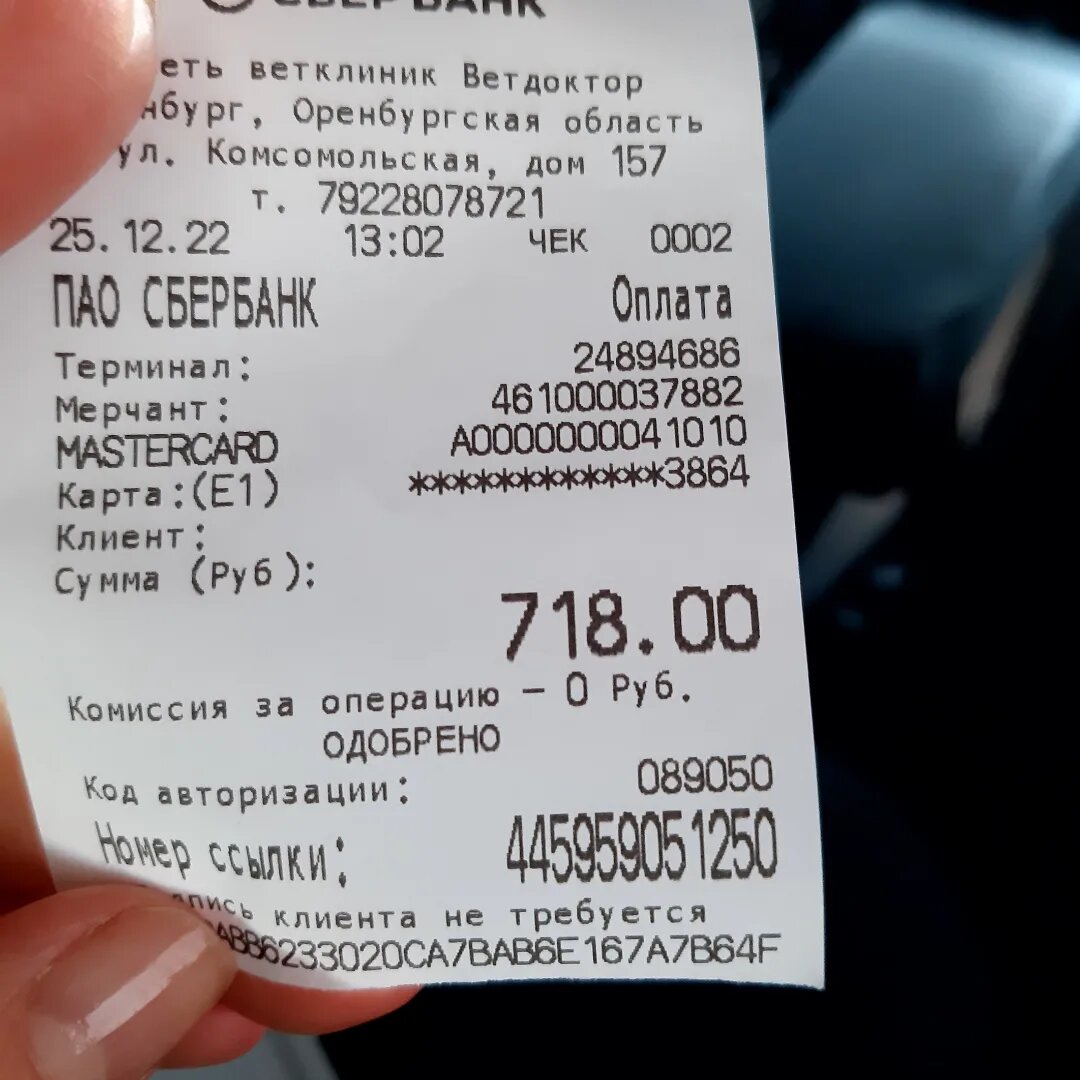 СБЕРБАНК
ветклиник Ветдоктор
Оренбургская область
ул. Комсомольская, дом 157
т. 79228078721
25.12.22 13:02 ЧЕК 0002
ПАО СБЕРБАНК Оплата
Терминал: 24894686
Мерчант: 461000037882
MASTERCARD A0000000041010
Карта:(E1) ************3864
Клиент:
Сумма (Руб):
718.00
Комиссия за операцию - 0 Руб.
ОДОБРЕНО
Код авторизации: 089050
Номер ссылки: 445959051250
клиента не требуется
ABB6233020CA7BAB6E167A7B64F